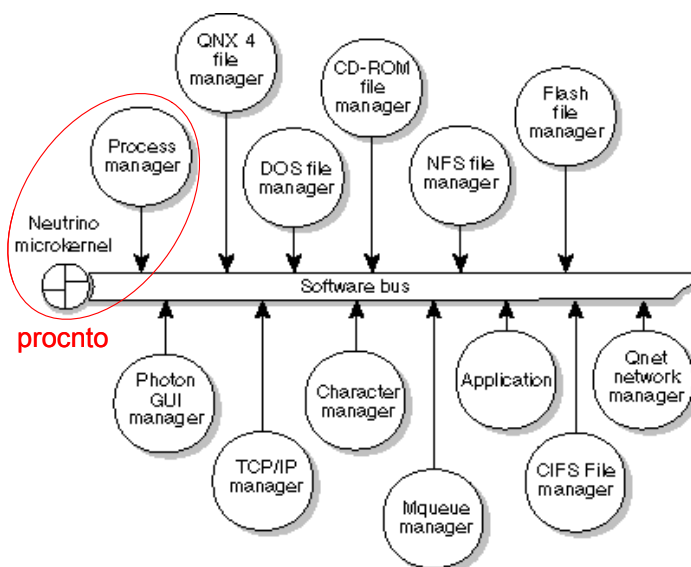 QNX 4
file
manager
CD-ROM
file
manager
Flash
file
manager
Process
manager
DOS file
manager
NFS file
manager
Neutrino
microkernel
Software bus
procnto
Photon
GUI
manager
Character
manager
Application
Qnet
network
manager
TCP/IP
manager
CIFS File
manager
Mqueue
manager